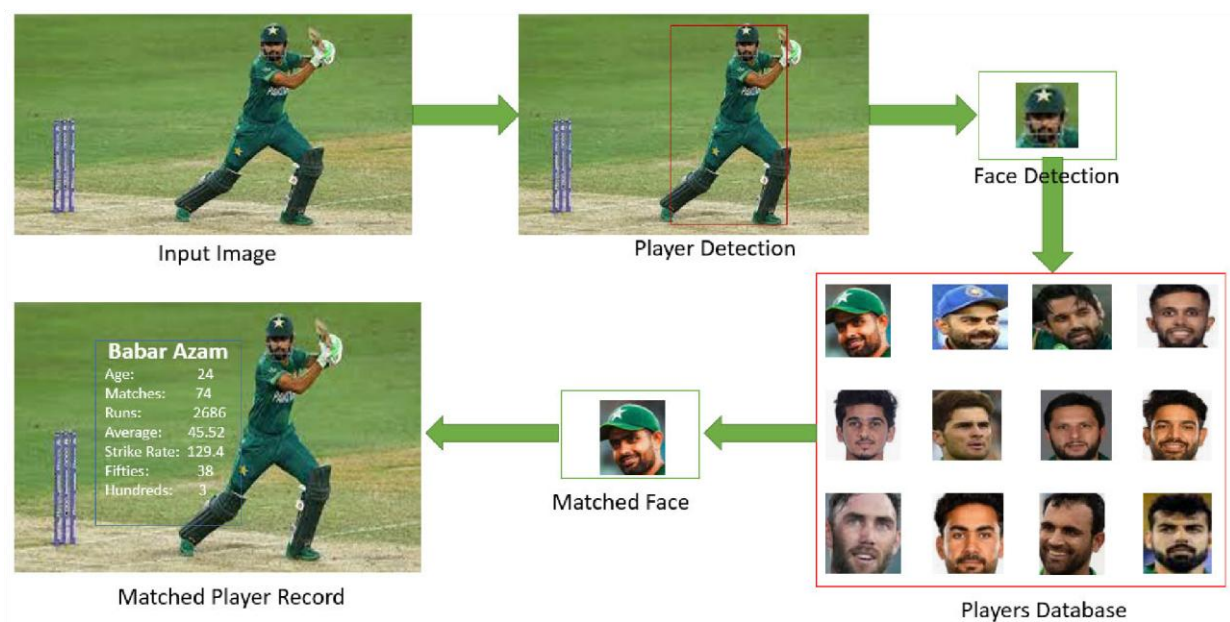 Input Image
Player Detection
Face Detection
Babar Azam
Age: 24
Matches: 74
Runs: 2686
Average: 45.52
Strike Rate: 129.4
Fifties: 38
Hundreds: 3
Matched Player Record
Matched Face
Players Database